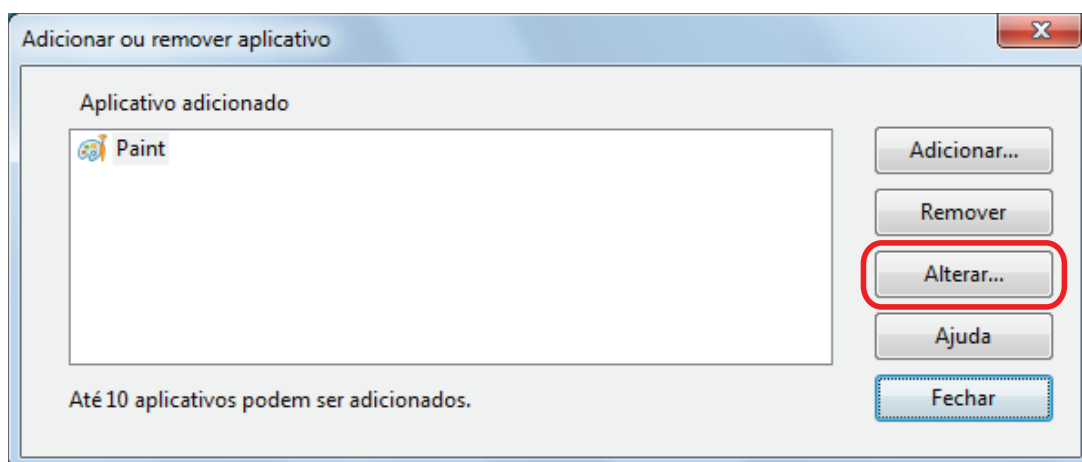 Adicionar ou remover aplicativo
Aplicativo adicionado
Paint
Adicionar...
Remover
Alterar...
Ajuda
Até 10 aplicativos podem ser adicionados.
Fechar